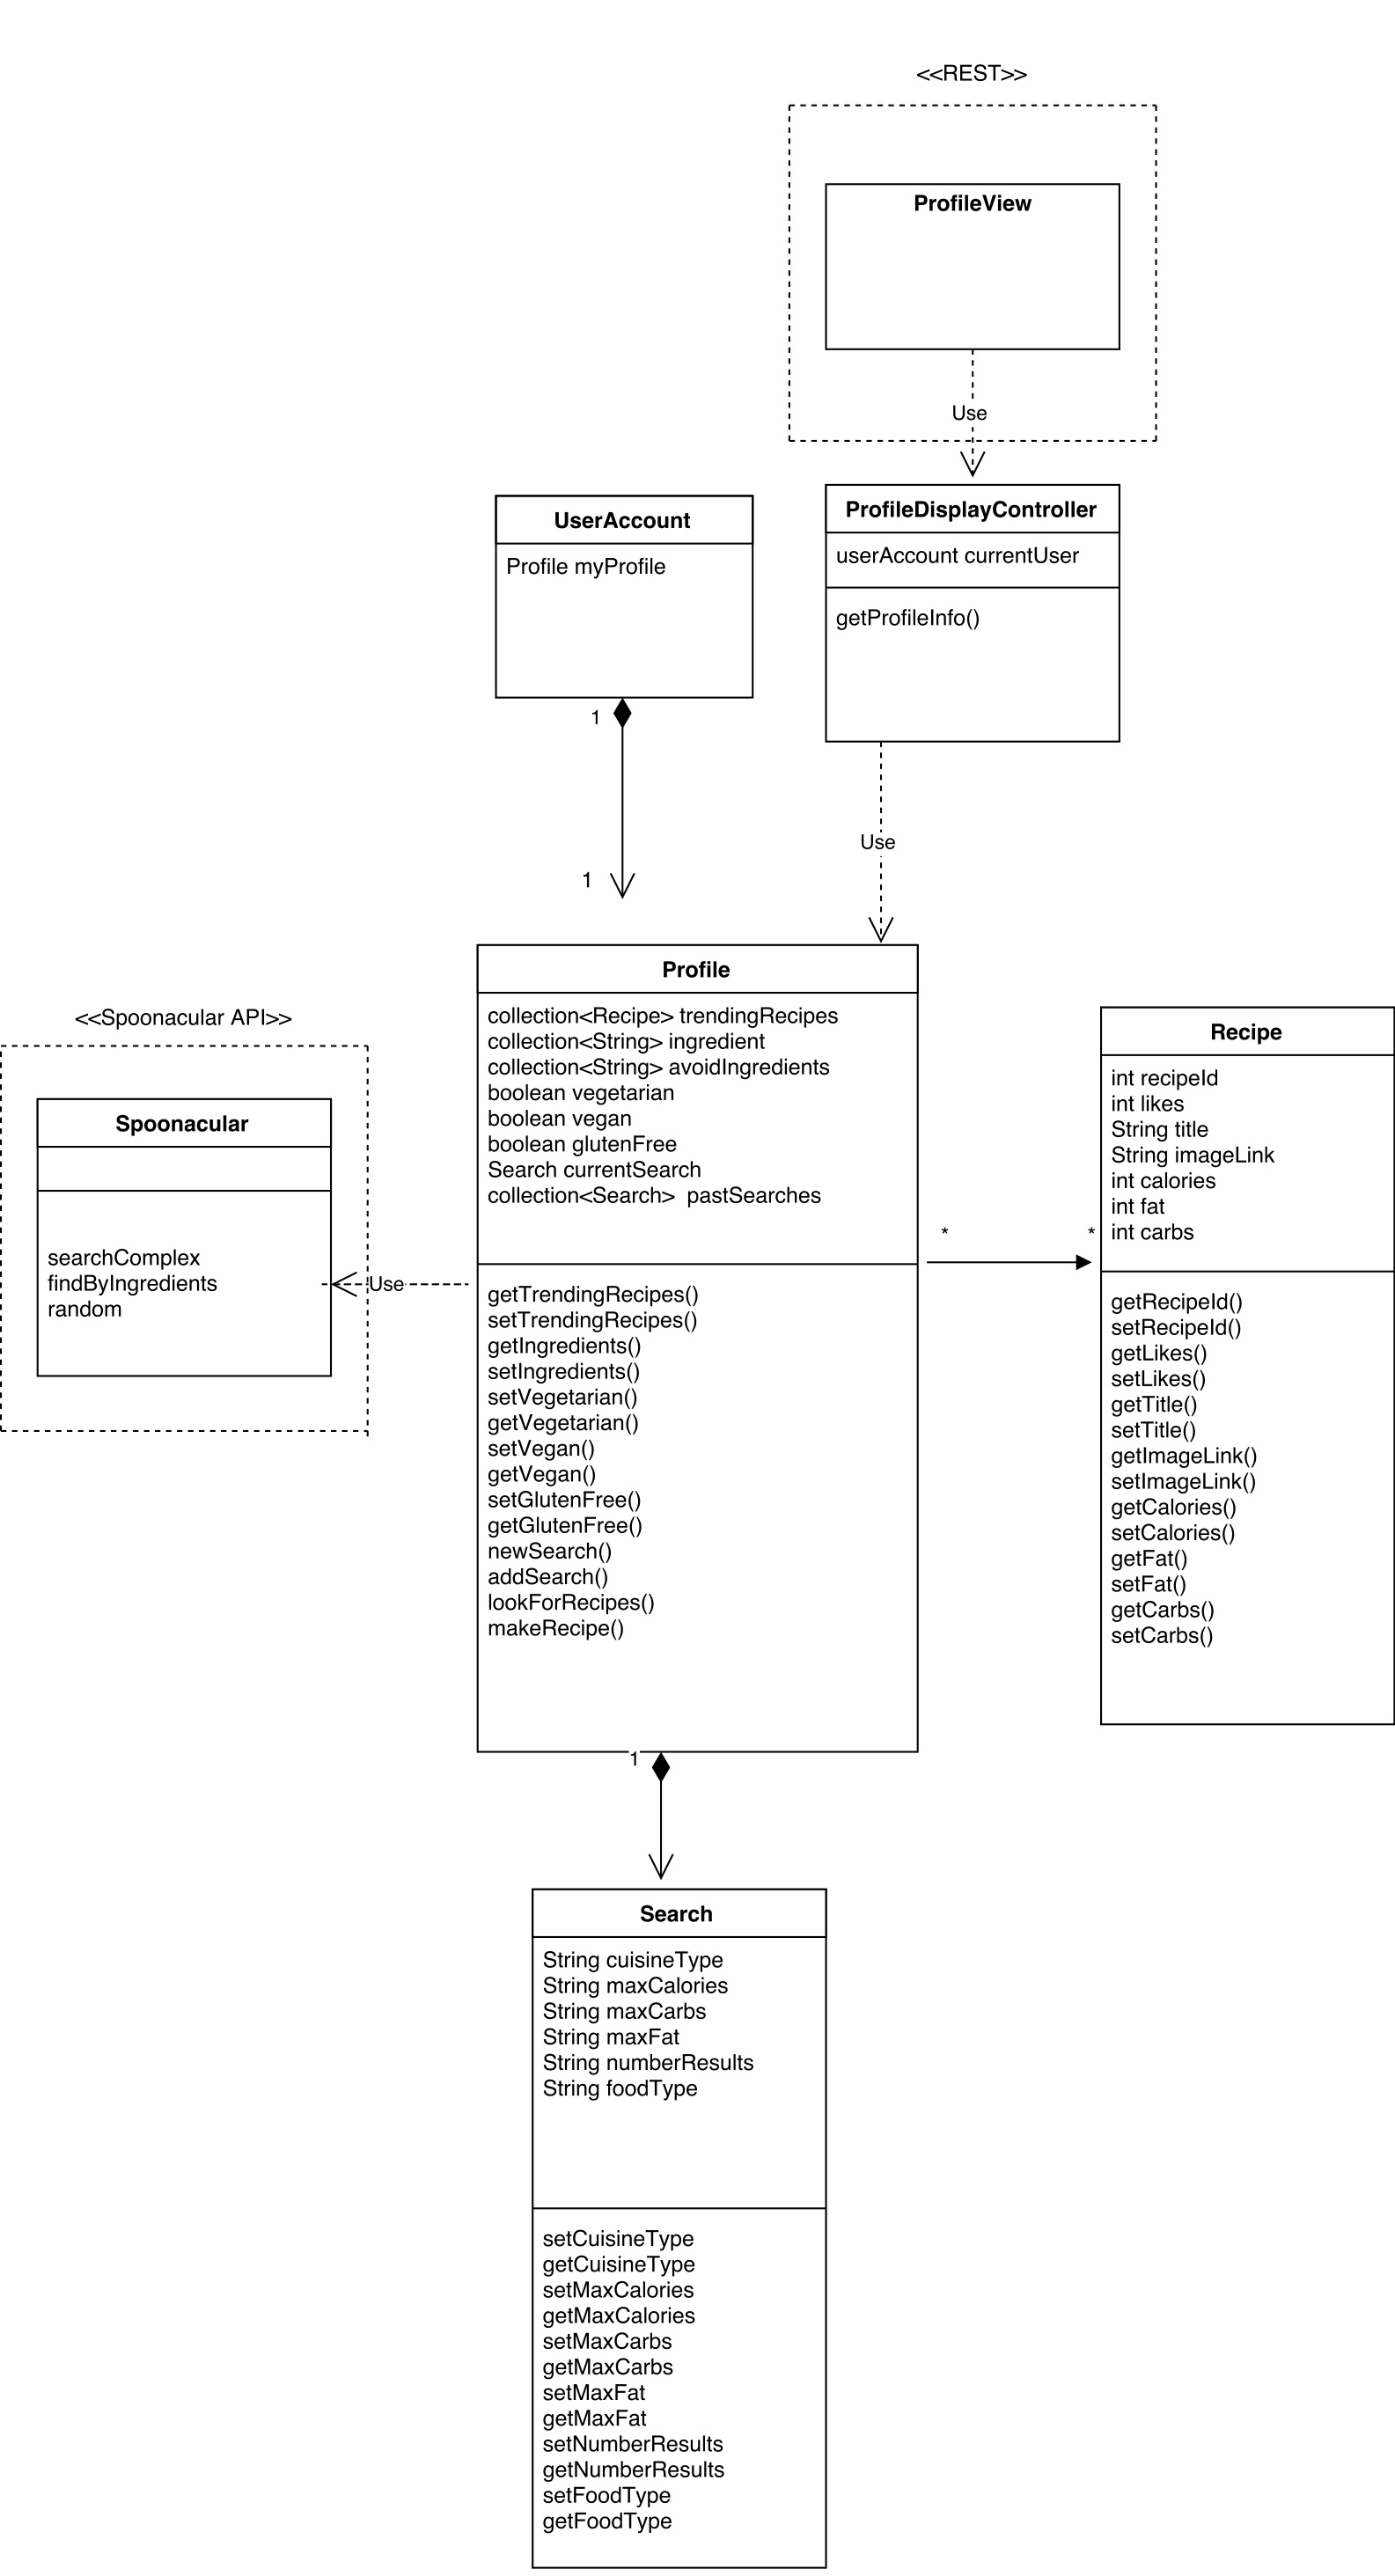 <<REST>>
ProfileView
Use
UserAccount
Profile myProfile
ProfileDisplayController
userAccount currentUser
getProfileInfo()
1
1
Use
Profile
collection<Recipe> trendingRecipes
collection<String> ingredient
collection<String> avoidIngredients
boolean vegetarian
boolean vegan
boolean glutenFree
Search currentSearch
collection<Search>  pastSearches
getTrendingRecipes()
setTrendingRecipes()
getIngredients()
setIngredients()
setVegetarian()
getVegetarian()
setVegan()
getVegan()
setGlutenFree()
getGlutenFree()
newSearch()
addSearch()
lookForRecipes()
makeRecipe()
<<Spoonacular API>>
Spoonacular
searchComplex
findByIngredients
random
Use
*
*
Recipe
int recipeId
int likes
String title
String imageLink
int calories
int fat
int carbs
getRecipeId()
setRecipeId()
getLikes()
setLikes()
getTitle()
setTitle()
getImageLink()
setImageLink()
getCalories()
setCalories()
getFat()
setFat()
getCarbs()
setCarbs()
1
Search
String cuisineType
String maxCalories
String maxCarbs
String maxFat
String numberResults
String foodType
setCuisineType
getCuisineType
setMaxCalories
getMaxCalories
setMaxCarbs
getMaxCarbs
setMaxFat
getMaxFat
setNumberResults
getNumberResults
setFoodType
getFoodType